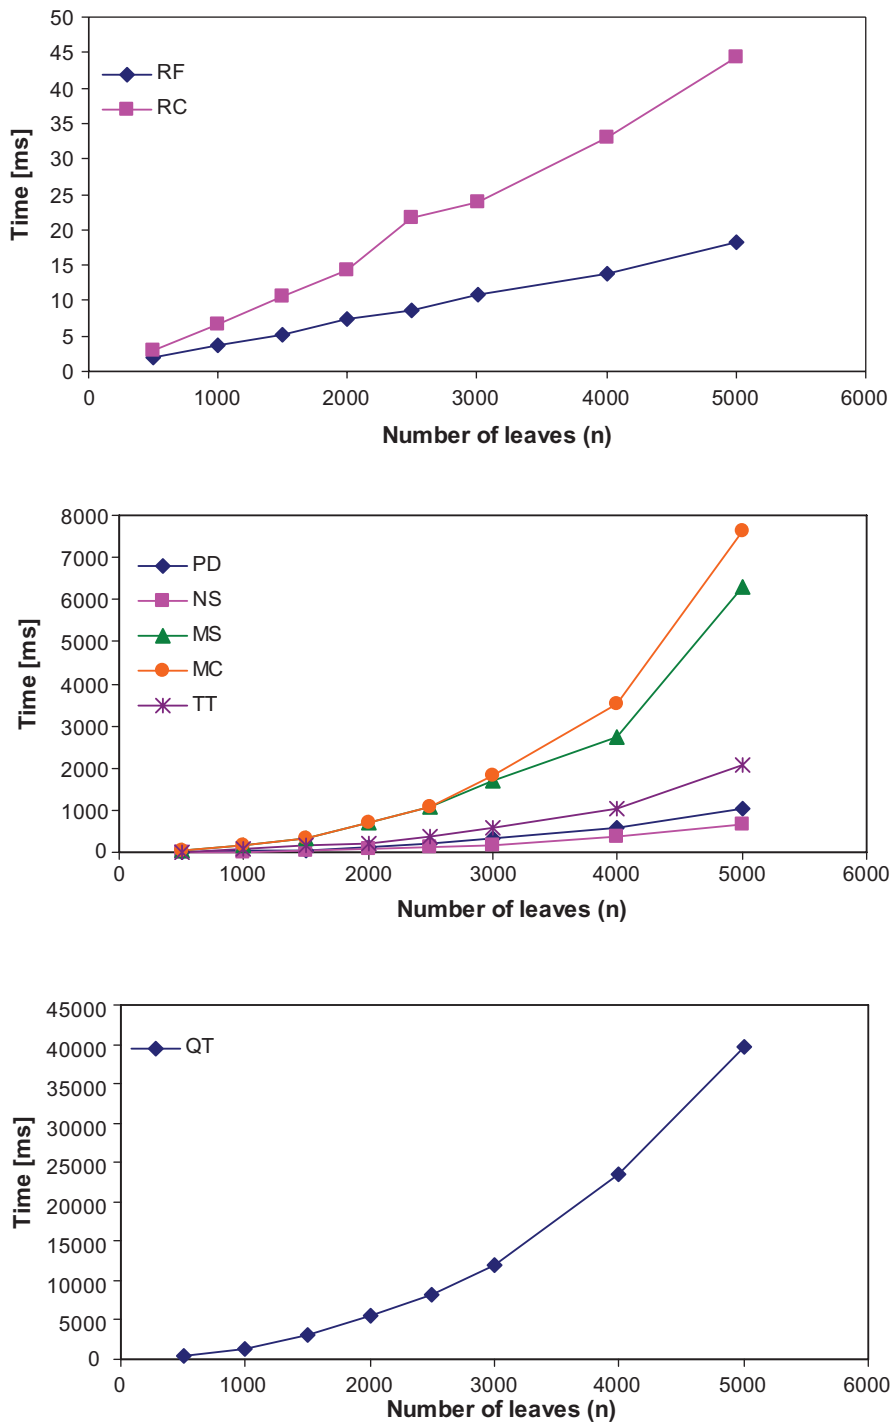 50
45
40
35
30
25
20
15
10
5
0
Time [ms]
RF
RC
0 1000 2000 3000 4000 5000 6000
Number of leaves (n)
8000
7000
6000
5000
4000
3000
2000
1000
0
Time [ms]
PD
NS
MS
MC
TT
0 1000 2000 3000 4000 5000 6000
Number of leaves (n)
45000
40000
35000
30000
25000
20000
15000
10000
5000
0
Time [ms]
QT
0 1000 2000 3000 4000 5000 6000
Number of leaves (n)